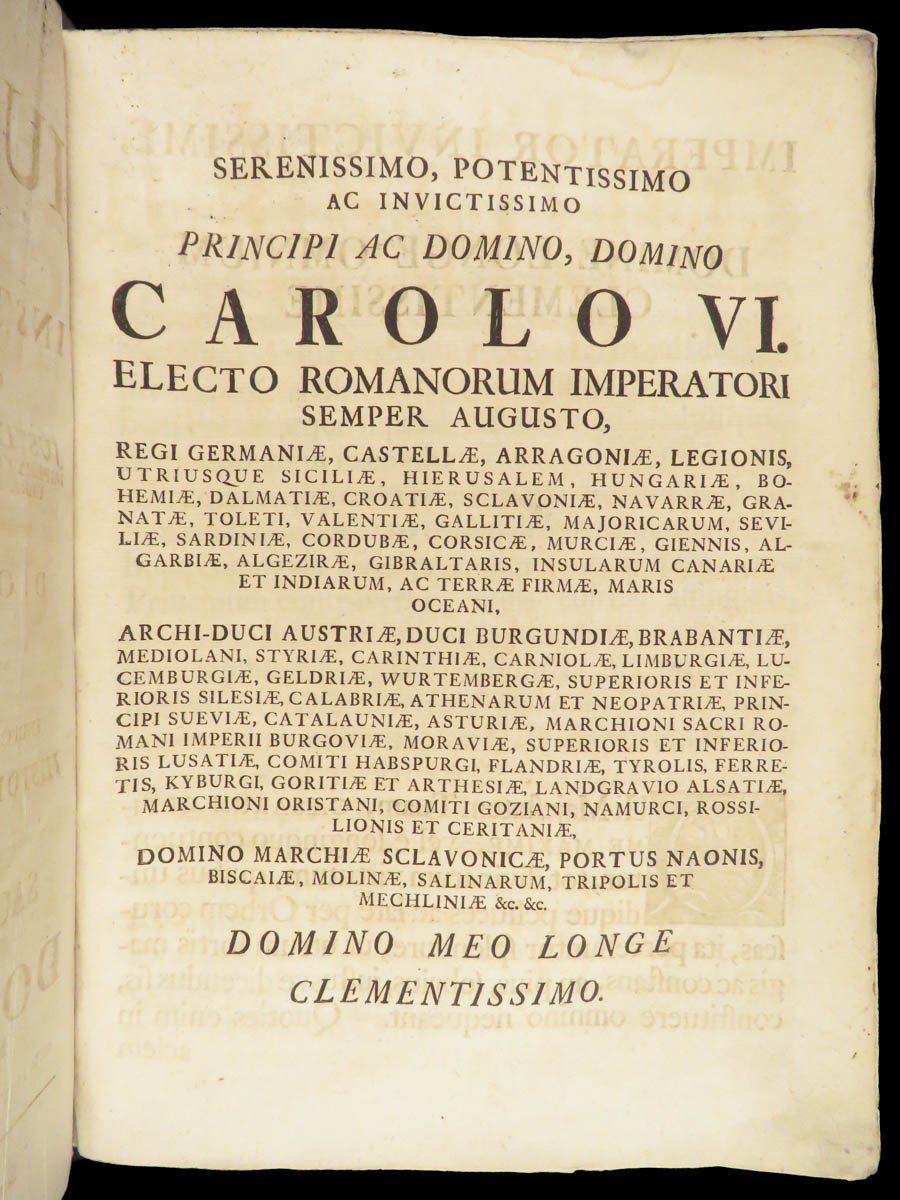 SERENISSIMO, POTENTISSIMO
AC INVICTISSIMO
PRINCIPI AC DOMINO, DOMINO
CAROLO VI.
ELECTO ROMANORUM IMPERATORI
SEMPER AUGUSTO,
REGI GERMANIÆ, CASTELLÆ, ARRAGONIÆ, LEGIONIS,
UTRIUSQUE SICILIÆ, HIERUSALEM, HUNGARIÆ, BO-
HEMIÆ, DALMATIÆ, CROATIÆ, SCLAVONIÆ, NAVARRÆ, GRA-
NATÆ, TOLETI, VALENTIÆ, GALLITIÆ, MAJORICARUM, SEVI-
LIÆ, SARDINIÆ, CORDUBÆ, CORSICÆ, MURCIÆ, GIENNIS, AL-
GARBIÆ, ALGEZIRÆ, GIBRALTARIS, INSULARUM CANARIÆ
ET INDIARUM, AC TERRÆ FIRMÆ, MARIS
OCEANI,
ARCHI-DUCI AUSTRIÆ, DUCI BURGUNDIÆ, BRABANTIÆ,
MEDIOLANI, STYRIÆ, CARINTHIÆ, CARNIOLÆ, LIMBURGIÆ, LU-
CEMBURGIÆ, GELDRIÆ, WURTEMBERGÆ, SUPERIORIS ET INFE-
RIORIS SILESIÆ, CALABRIÆ, ATHENARUM ET NEOPATRIÆ, PRIN-
CIPI SUEVIÆ, CATALAUNIÆ, ASTURIÆ, MARCHIONI SACRI RO-
MANI IMPERII BURGOVIÆ, MORAVIÆ, SUPERIORIS ET INFERIO-
RIS LUSATIÆ, COMITI HABSPURGI, FLANDRIÆ, TYROLIS, FERRE-
TIS, KYBURGI, GORITIÆ ET ARTHESIÆ, LANDGRAVIO ALSATIÆ,
MARCHIONI ORISTANI, COMITI GOZIANI, NAMURCI, ROSSI-
LIONIS ET CERITANIÆ,
DOMINO MARCHIÆ SCLAVONICÆ, PORTUS NAONIS,
BISCAIÆ, MOLINÆ, SALINARUM, TRIPOLIS ET
MECHLINIÆ &c. &c.
DOMINO MEO LONGE
CLEMENTISSIMO.